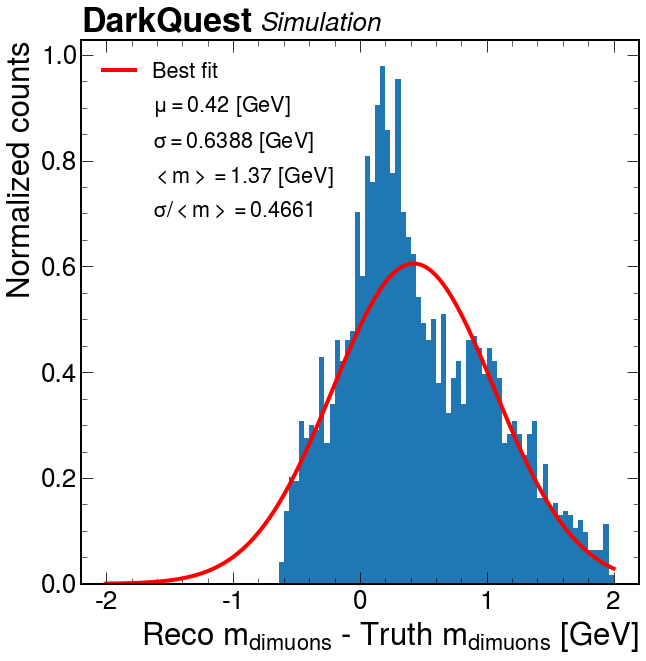 DarkQuest Simulation
Normalized counts
1.0
0.8
0.6
0.4
0.2
0.0
Best fit
μ = 0.42 [GeV]
σ = 0.6388 [GeV]
<m> = 1.37 [GeV]
σ/<m> = 0.4661
-2 -1 0 1 2
Reco m_dimuons - Truth m_dimuons [GeV]